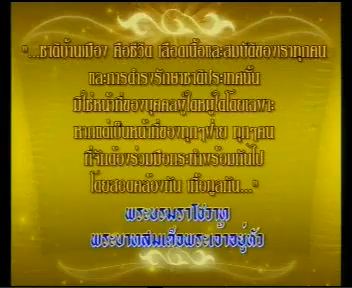 "...ชาติบ้านเมือง คือชีวิต เลือดเนื้อและสมบัติของเราทุกคน
และการดำรงรักษาชาติประเทศนั้น
มิใช่หน้าที่ของบุคคลผู้ใดหมู่ใดโดยเฉพาะ
หากแต่เป็นหน้าที่ของทุกๆฝ่าย ทุกๆคน
ที่จักต้องร่วมมือกระทำพร้อมกันไป
โดยสอดคล้องกัน เกื้อกูลกัน..."
พระบรมราโชวาท
พระบาทสมเด็จพระเจ้าอยู่หัว